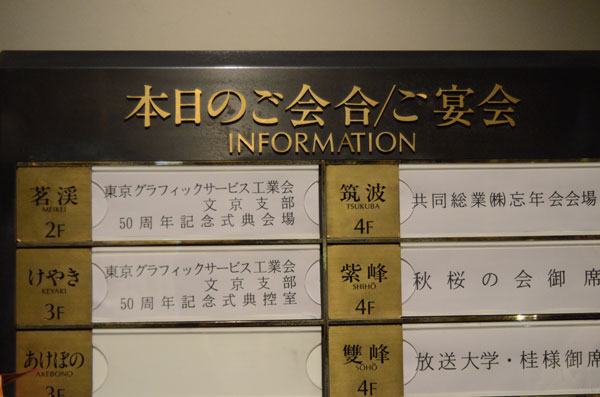 本日のご会合/ご宴会
INFORMATION
茗渓
MEIKEI
2F
東京グラフィックサービス工業会
文京支部
50周年記念式典会場
筑波
TSUKUBA
4F
共同総業㈱忘年会会場
けやき
KEYAKI
3F
東京グラフィックサービス工業会
文京支部
50周年記念式典控室
紫峰
SHIHŌ
4F
秋桜の会御席
あけぼの
AKEBONO
3F
雙峰
SOHŌ
4F
放送大学・桂様御席